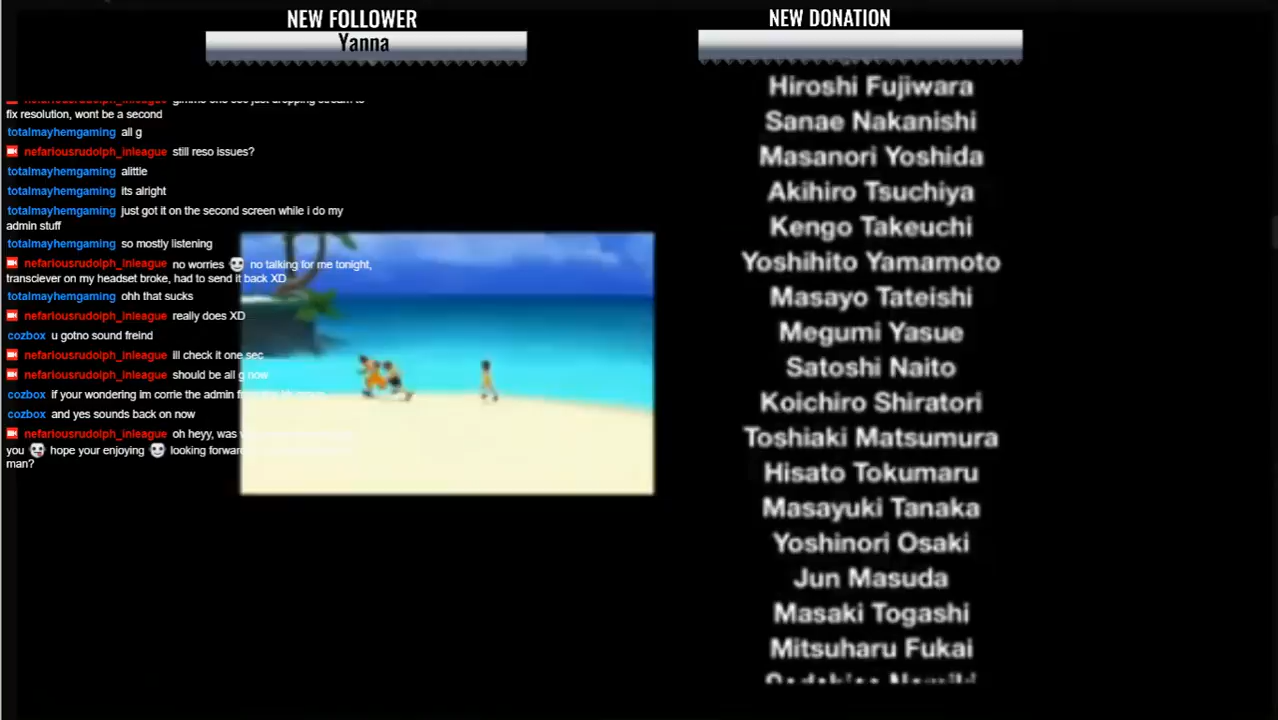 NEW FOLLOWER
Yanna
NEW DONATION
fix resolution, wont be a second
totalmayhemgaming all g
nefariousrudolph_inleague still reso issues?
totalmayhemgaming alittle
totalmayhemgaming its alright
totalmayhemgaming just got it on the second screen while i do my
admin stuff
totalmayhemgaming so mostly listening
nefariousrudolph_inleague no worries no talking for me tonight,
transciever on my headset broke, had to send it back XD
totalmayhemgaming ohh that sucks
nefariousrudolph_inleague really does XD
cozbox u gotno sound freind
nefariousrudolph_inleague ill check it one sec
nefariousrudolph_inleague should be all g now
cozbox if your wondering Im corrie the admin
cozbox and yes sounds back on now
nefariousrudolph_inleague oh heyy, was
you hope your enjoying looking forward
man?
Hiroshi Fujiwara
Sanae Nakanishi
Masanori Yoshida
Akihiro Tsuchiya
Kengo Takeuchi
Yoshihito Yamamoto
Masayo Tateishi
Megumi Yasue
Satoshi Naito
Koichiro Shiratori
Toshiaki Matsumura
Hisato Tokumaru
Masayuki Tanaka
Yoshinori Osaki
Jun Masuda
Masaki Togashi
Mitsuharu Fukai